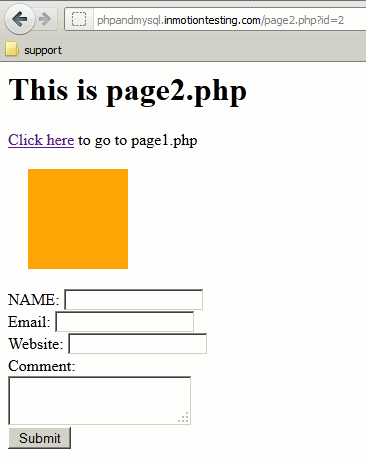 phpandmysql.inmotiontesting.com/page2.php?id=2
support
This is page2.php
Click here to go to page1.php
NAME:
Email:
Website:
Comment:
Submit